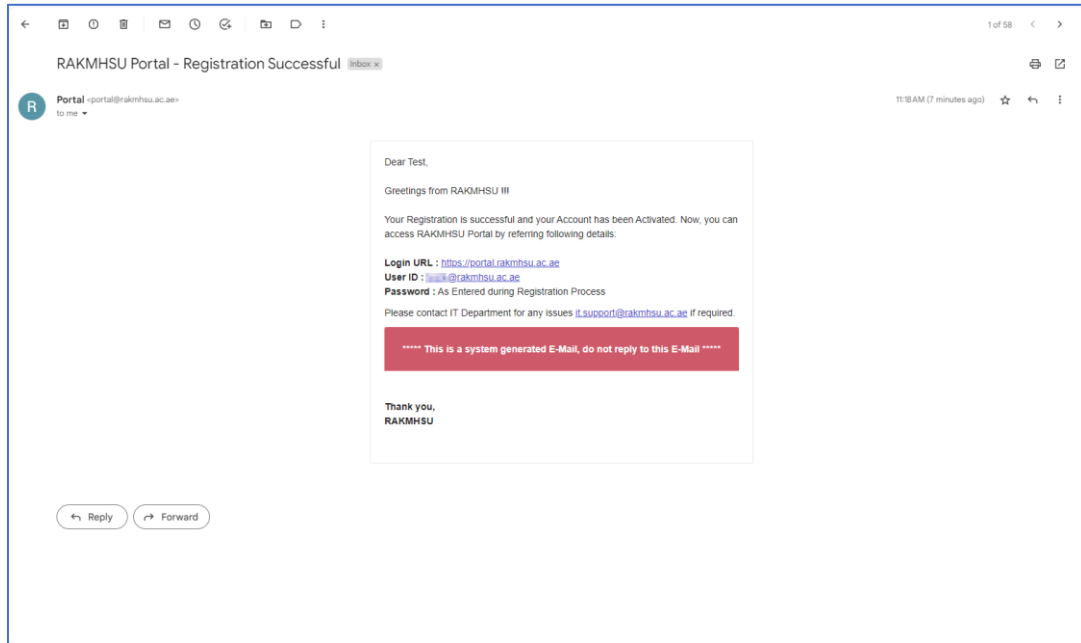 1 of 58
RAKMHSU Portal - Registration Successful Inbox x
R
Portal <portal@rakmhsu.ac.ae>
11:18 AM (7 minutes ago)
to me
Dear Test,
Greetings from RAKMHSU !!!
Your Registration is successful and your Account has been Activated. Now, you can
access RAKMHSU Portal by referring following details:
Login URL : https://portal.rakmhsu.ac.ae
User ID : @rakmhsu.ac.ae
Password : As Entered during Registration Process
Please contact IT Department for any issues it.support@rakmhsu.ac.ae if required.
***** This is a system generated E-Mail, do not reply to this E-Mail *****
Thank you,
RAKMHSU
Reply
Forward